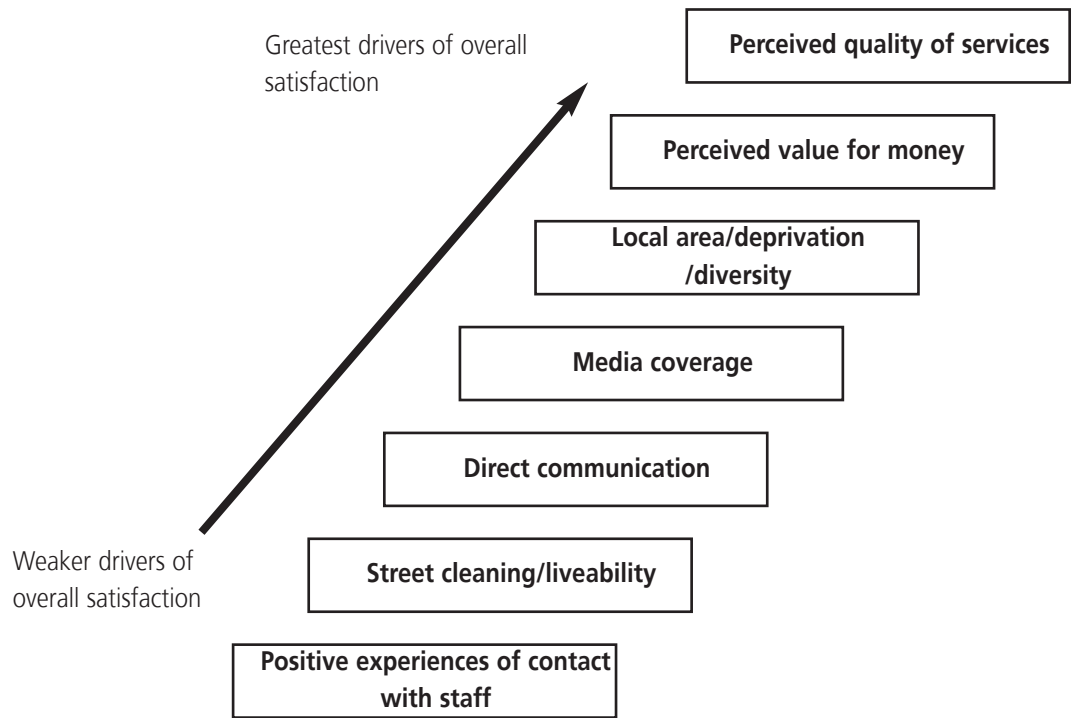 Greatest drivers of overall
satisfaction
Perceived quality of services
Perceived value for money
Local area/deprivation
/diversity
Media coverage
Direct communication
Weaker drivers of
overall satisfaction
Street cleaning/liveability
Positive experiences of contact
with staff